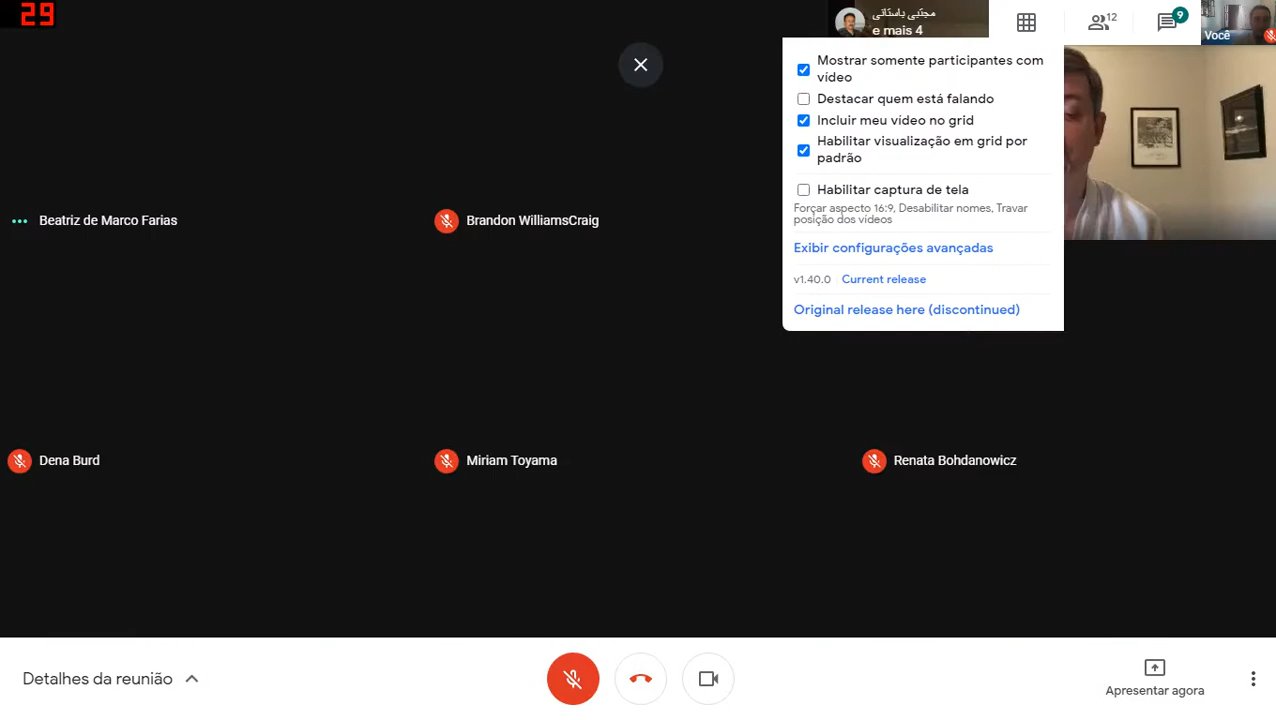 29
مجتبی باستانی
e mais 4
12
9
Você
Mostrar somente participantes com
vídeo
Destacar quem está falando
Incluir meu vídeo no grid
Habilitar visualização em grid por
padrão
Habilitar captura de tela
Forçar aspecto 16:9, Desabilitar nomes, Travar
posição dos vídeos
Exibir configurações avançadas
v1.40.0 Current release
Original release here (discontinued)
Beatriz de Marco Farias
Brandon WilliamsCraig
Dena Burd
Miriam Toyama
Renata Bohdanowicz
Detalhes da reunião
Apresentar agora